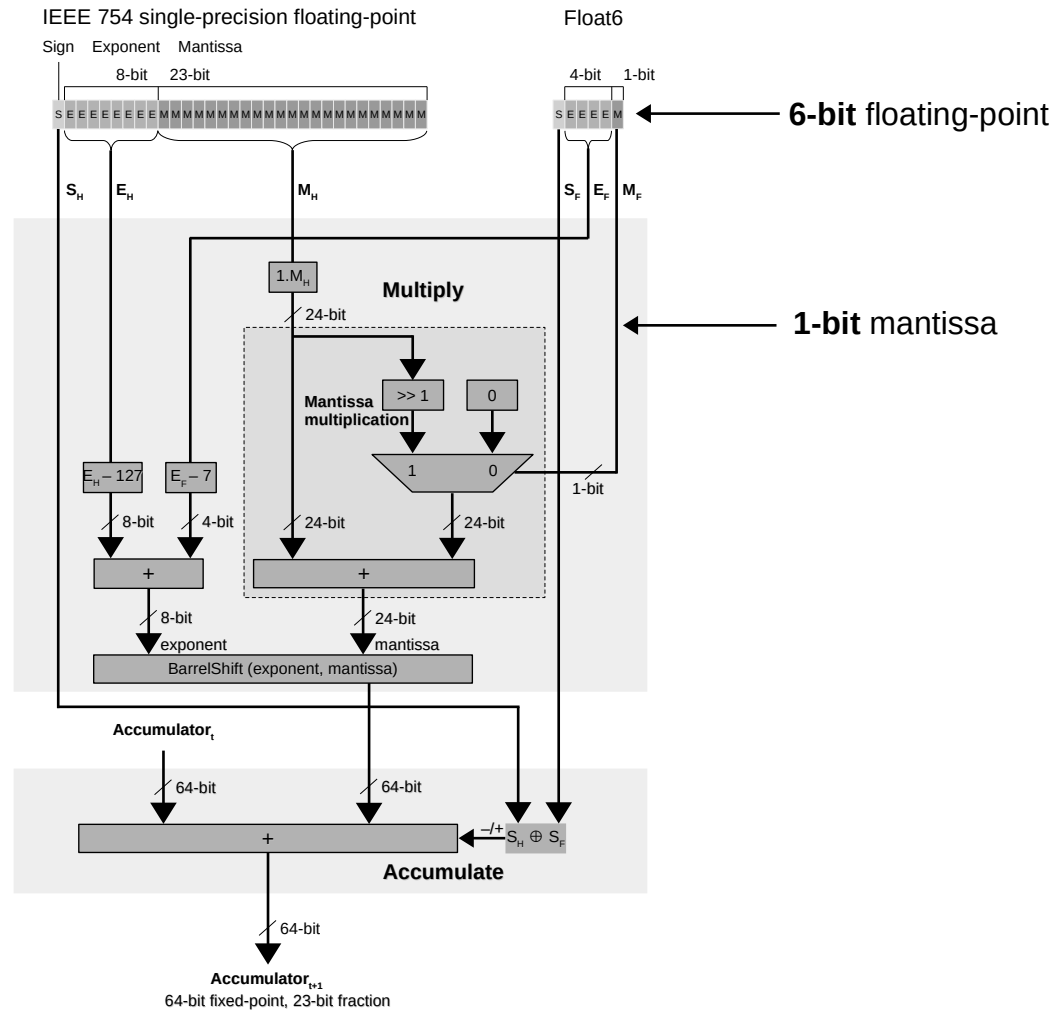 IEEE 754 single-precision floating-point
Float6
Sign Exponent Mantissa
8-bit 23-bit
4-bit 1-bit
S E E E E E E E E M M M M M M M M M M M M M M M M M M M M M M M
S E E E E M
6-bit floating-point
S_H E_H M_H
S_F E_F M_F
1.M_H
Multiply
24-bit
1-bit mantissa
>> 1
0
Mantissa
multiplication
1 0
E_H – 127
E_F – 7
1-bit
8-bit 4-bit 24-bit 24-bit
+
+
8-bit 24-bit
exponent mantissa
BarrelShift (exponent, mantissa)
Accumulator_t
64-bit 64-bit
+
–/+
S_H ⊕ S_F
Accumulate
64-bit
Accumulator_t+1
64-bit fixed-point, 23-bit fraction